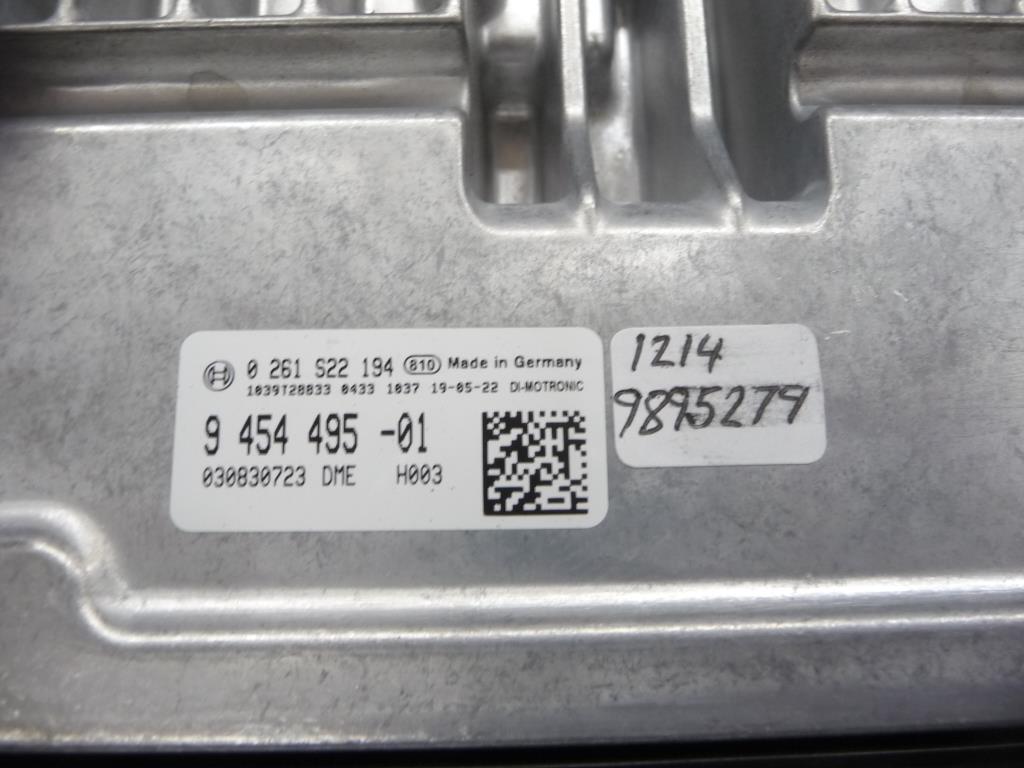 0 261 S22 194 810 Made in Germany
1039T28833 0433 1037 19-05-22 DI-MOTRONIC
9 454 495 -01
030830723 DME H003
1214
9895279